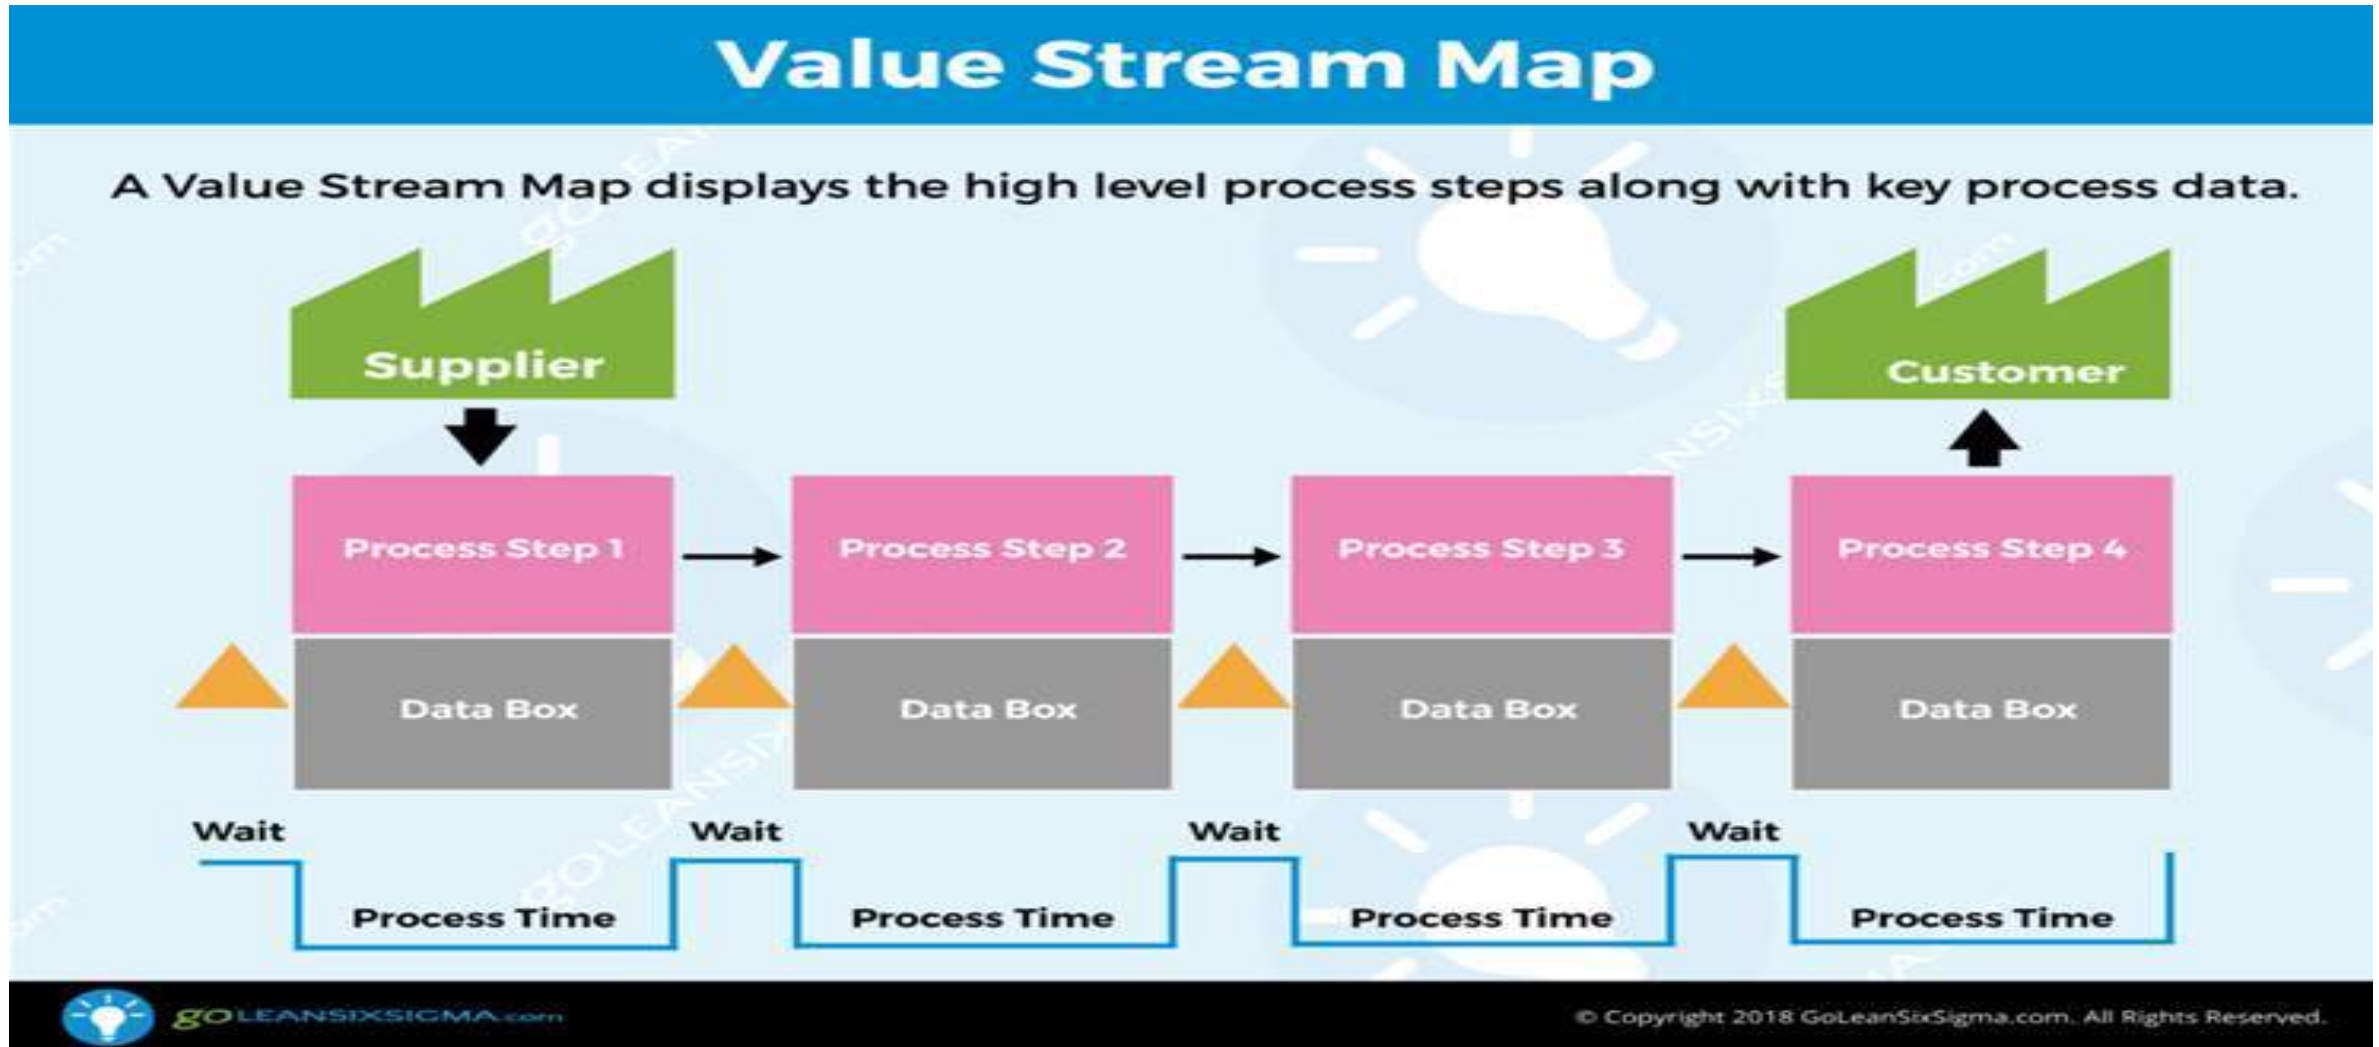 Value Stream Map
A Value Stream Map displays the high level process steps along with key process data.
Supplier
Customer
Process Step 1
Process Step 2
Process Step 3
Process Step 4
Data Box
Data Box
Data Box
Data Box
Wait
Wait
Wait
Wait
Process Time
Process Time
Process Time
Process Time
goLEANSIXSIGMA.com
© Copyright 2018 GoLeanSixSigma.com. All Rights Reserved.